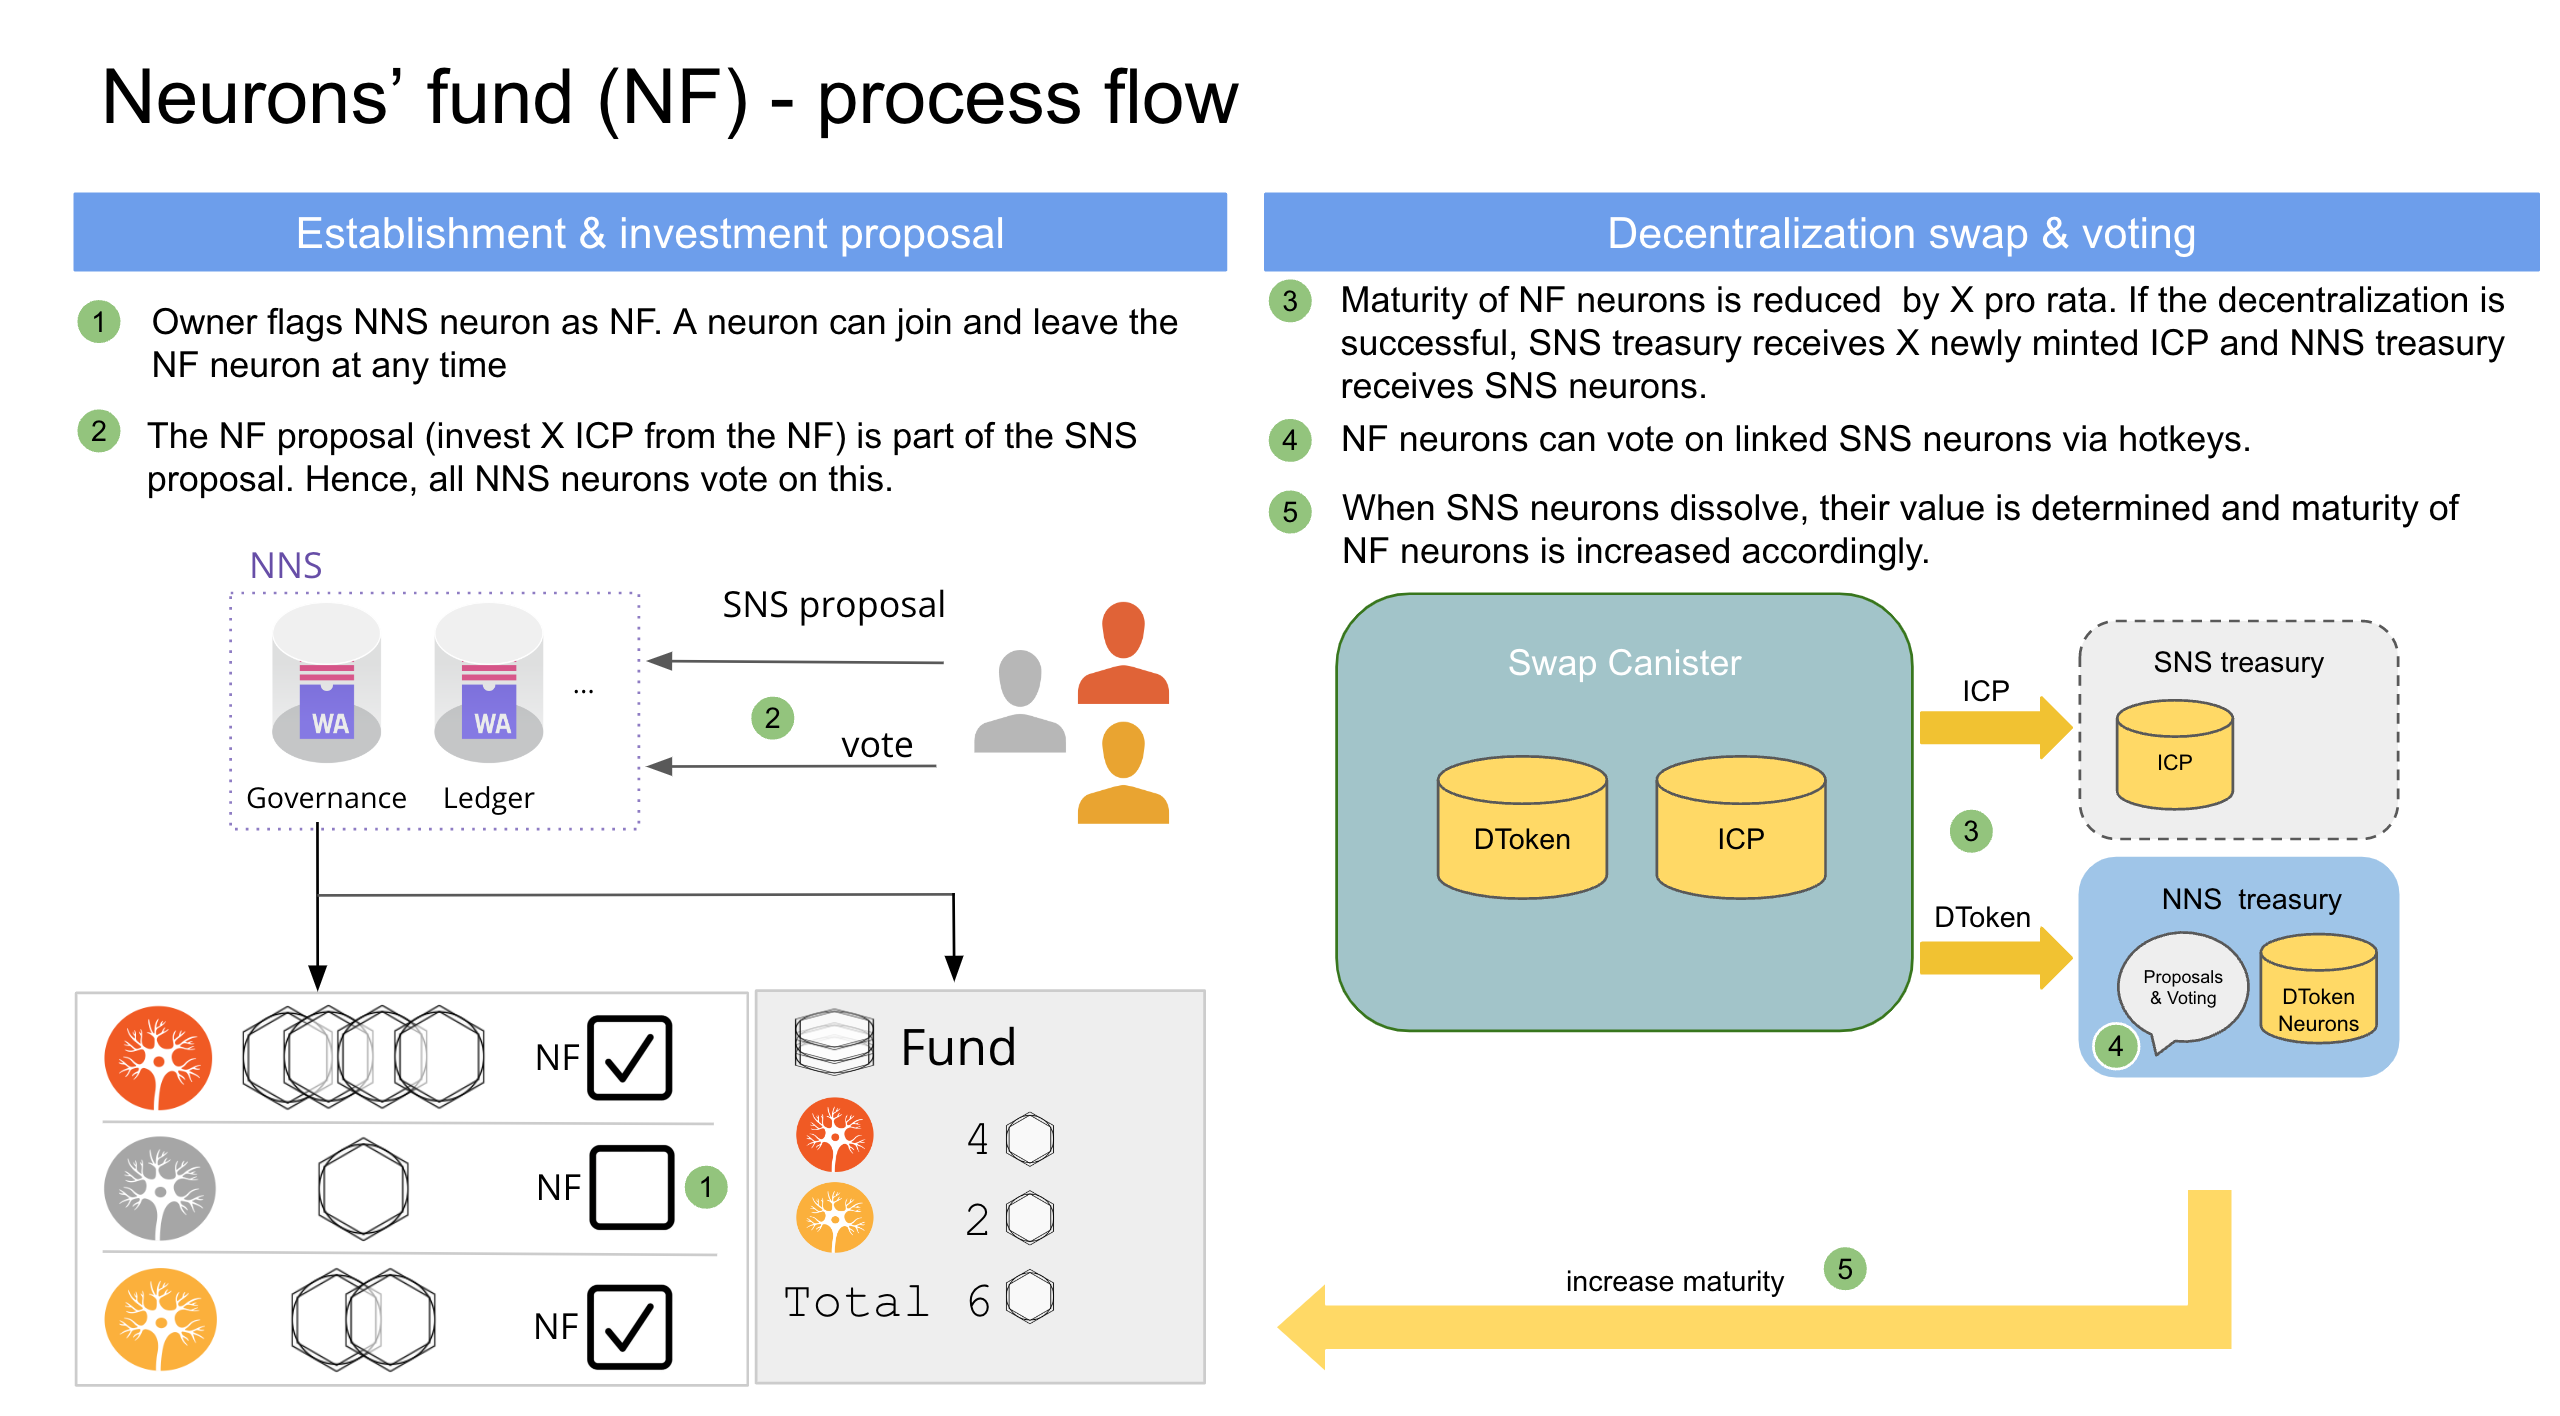 Neurons’ fund (NF) - process flow
Establishment & investment proposal
1
Owner flags NNS neuron as NF. A neuron can join and leave the
NF neuron at any time
2
The NF proposal (invest X ICP from the NF) is part of the SNS
proposal. Hence, all NNS neurons vote on this.
NNS
WA
WA
...
Governance
Ledger
SNS proposal
2
vote
NF
NF
1
NF
Fund
4
2
Total 6
Decentralization swap & voting
3
Maturity of NF neurons is reduced  by X pro rata. If the decentralization is
successful, SNS treasury receives X newly minted ICP and NNS treasury
receives SNS neurons.
4
NF neurons can vote on linked SNS neurons via hotkeys.
5
When SNS neurons dissolve, their value is determined and maturity of
NF neurons is increased accordingly.
Swap Canister
DToken
ICP
ICP
3
DToken
SNS treasury
ICP
NNS  treasury
Proposals
& Voting
4
DToken
Neurons
increase maturity
5